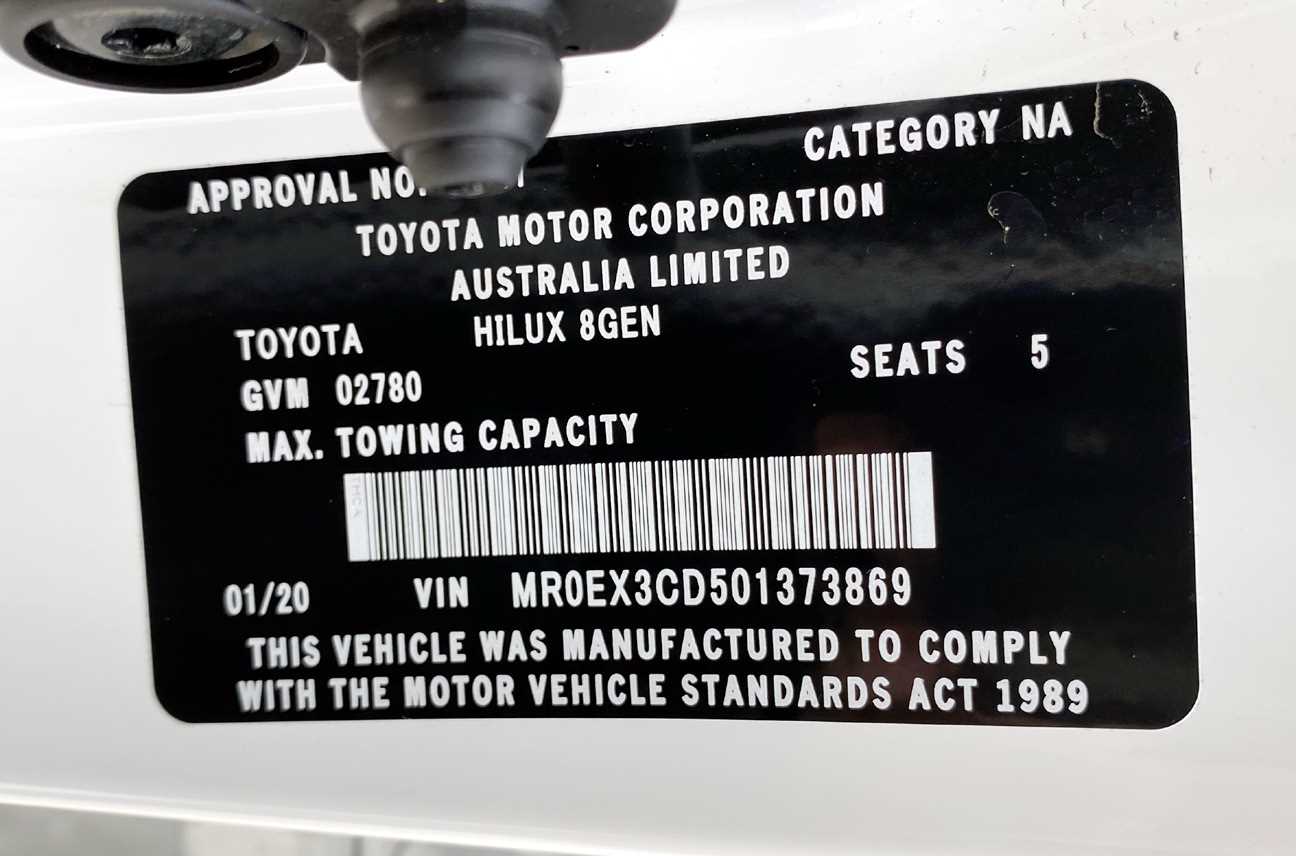 APPROVAL NO. CATEGORY NA
TOYOTA MOTOR CORPORATION
AUSTRALIA LIMITED
TOYOTA HILUX 8GEN
GVM 02780 SEATS 5
MAX. TOWING CAPACITY
TMCA
01/20 VIN MR0EX3CD501373869
THIS VEHICLE WAS MANUFACTURED TO COMPLY
WITH THE MOTOR VEHICLE STANDARDS ACT 1989